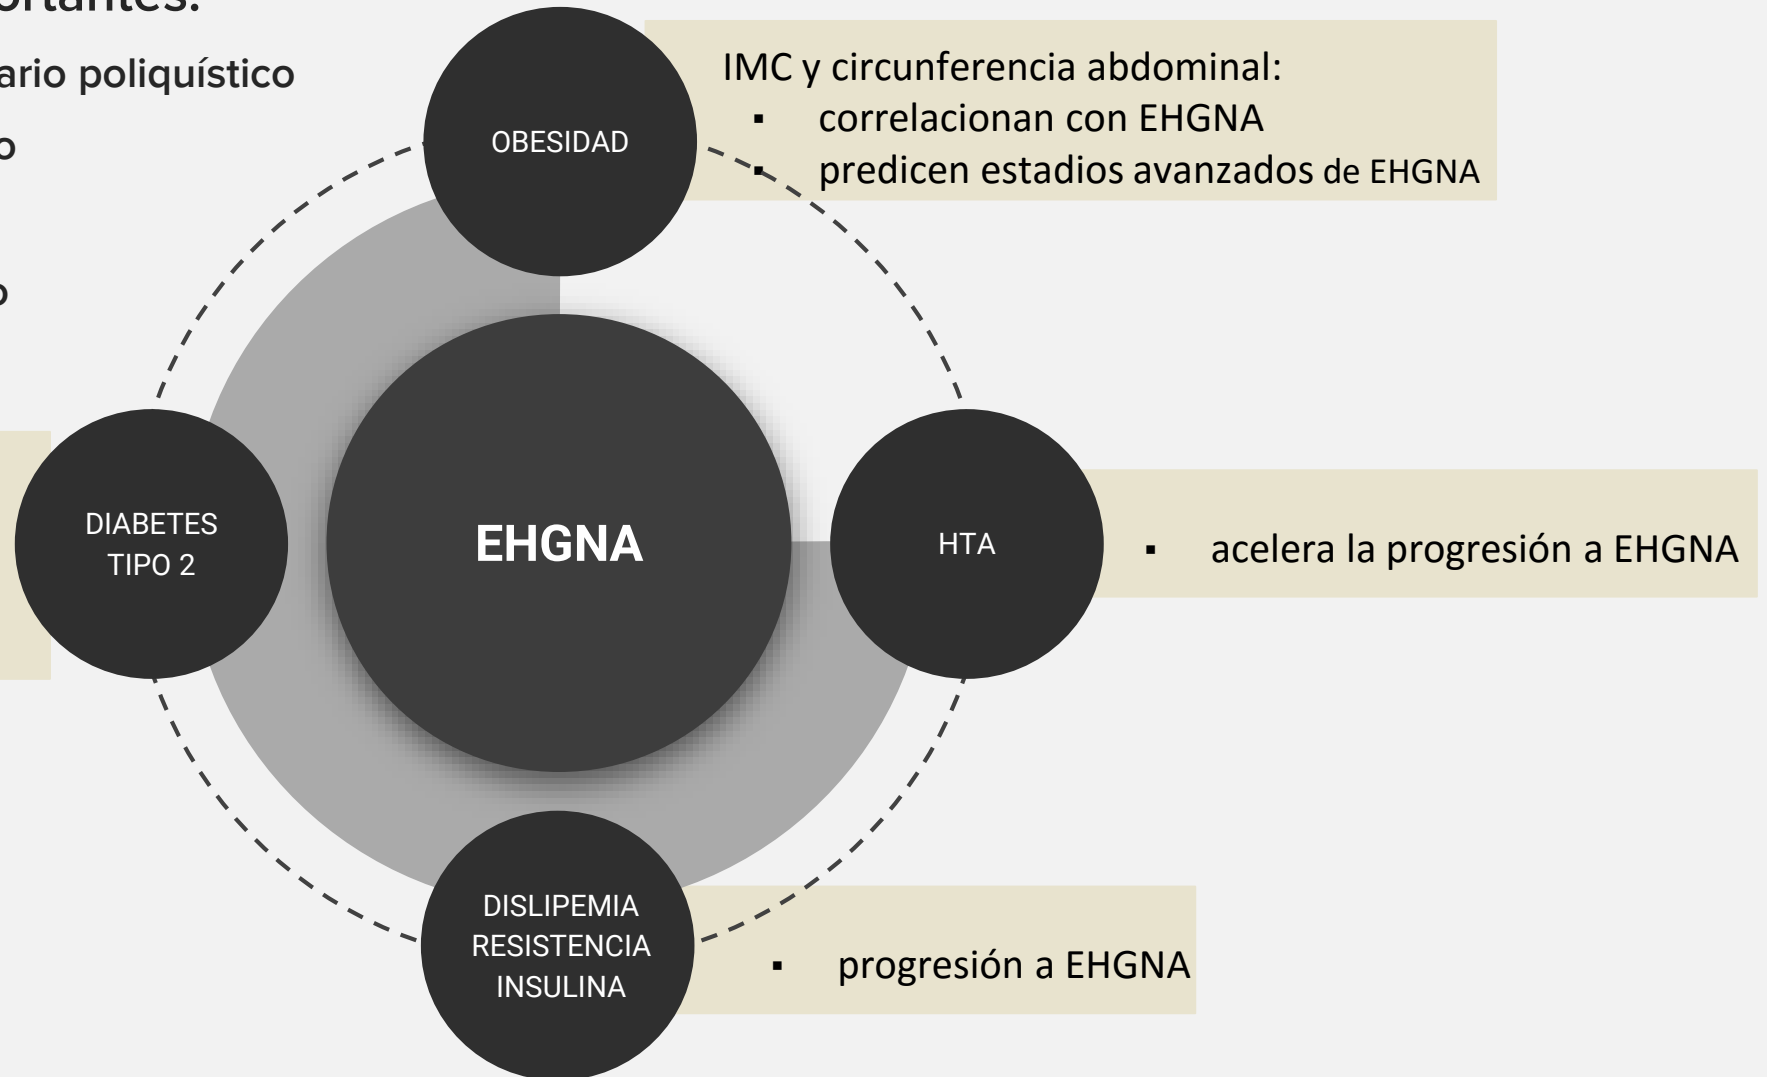 ortantes:
ario poliquístico
o
o
OBESIDAD
IMC y circunferencia abdominal:
▪ correlacionan con EHGNA
▪ predicen estadios avanzados de EHGNA
DIABETES
TIPO 2
EHGNA
HTA
▪ acelera la progresión a EHGNA
DISLIPEMIA
RESISTENCIA
INSULINA
▪ progresión a EHGNA